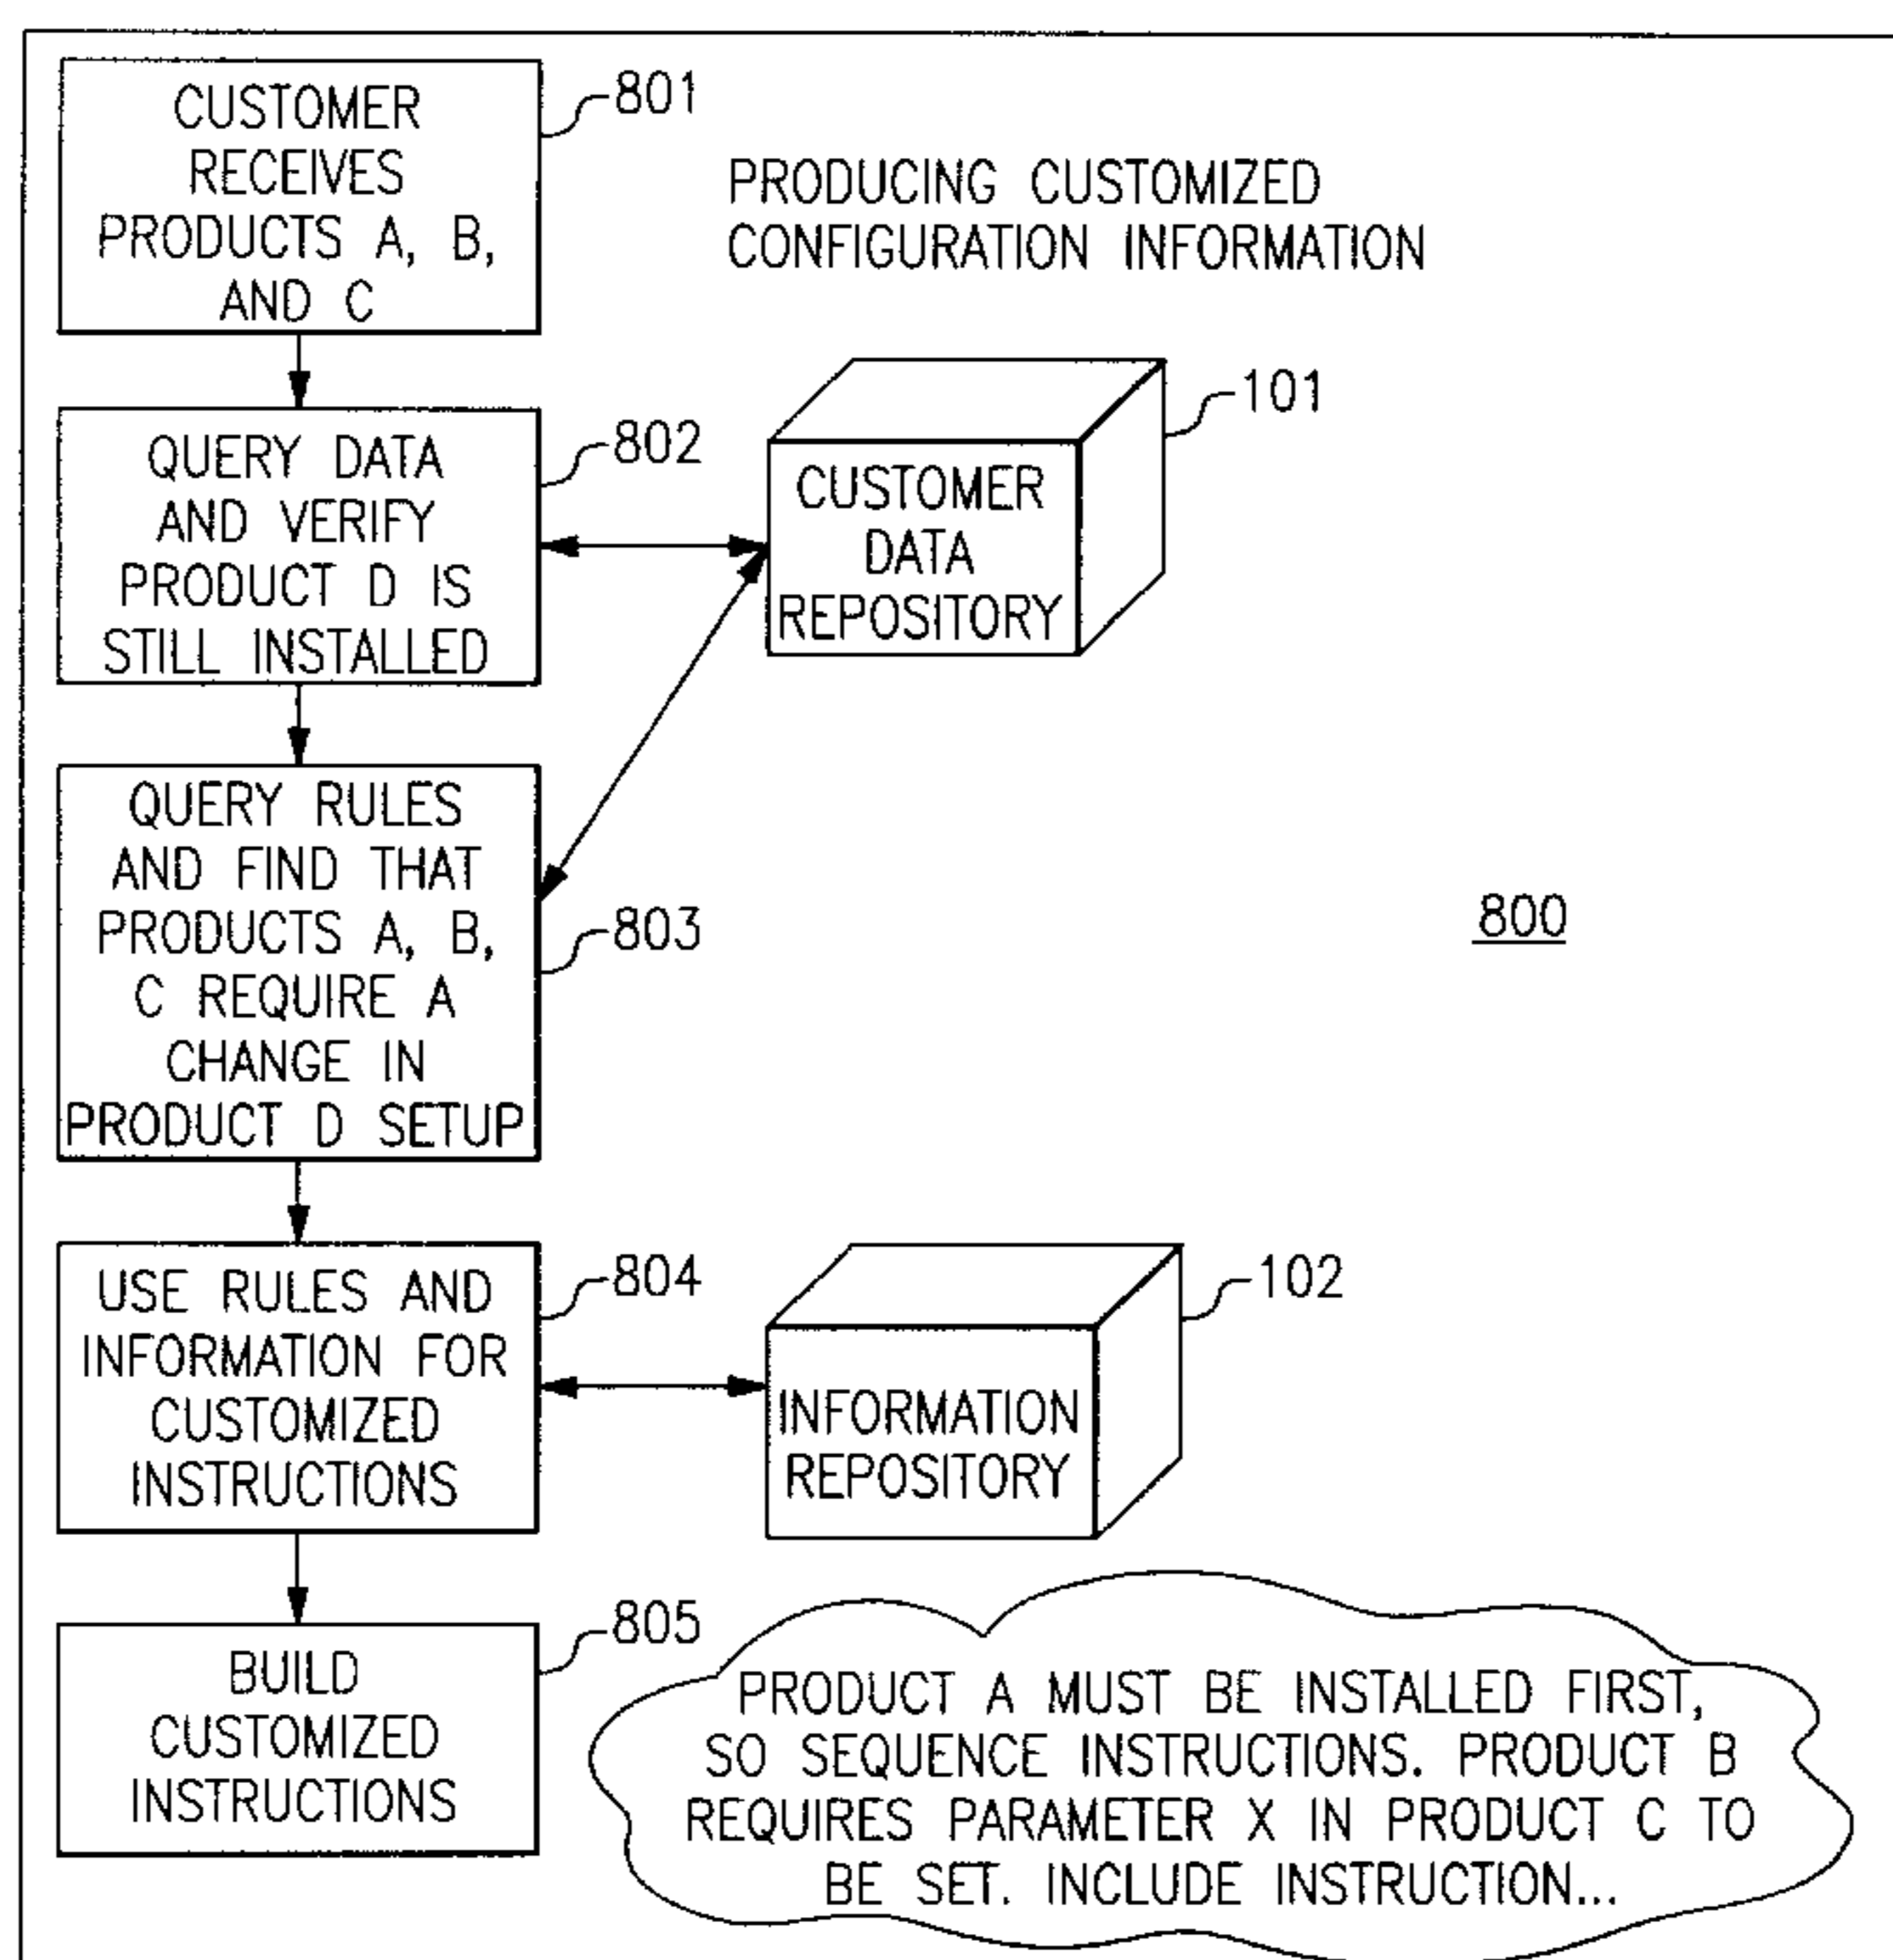 CUSTOMER
RECEIVES
PRODUCTS A, B,
AND C
801
PRODUCING CUSTOMIZED
CONFIGURATION INFORMATION
QUERY DATA
AND VERIFY
PRODUCT D IS
STILL INSTALLED
802
CUSTOMER
DATA
REPOSITORY
101
QUERY RULES
AND FIND THAT
PRODUCTS A, B,
C REQUIRE A
CHANGE IN
PRODUCT D SETUP
803
800
USE RULES AND
INFORMATION FOR
CUSTOMIZED
INSTRUCTIONS
804
INFORMATION
REPOSITORY
102
BUILD
CUSTOMIZED
INSTRUCTIONS
805
PRODUCT A MUST BE INSTALLED FIRST,
SO SEQUENCE INSTRUCTIONS. PRODUCT B
REQUIRES PARAMETER X IN PRODUCT C TO
BE SET. INCLUDE INSTRUCTION...